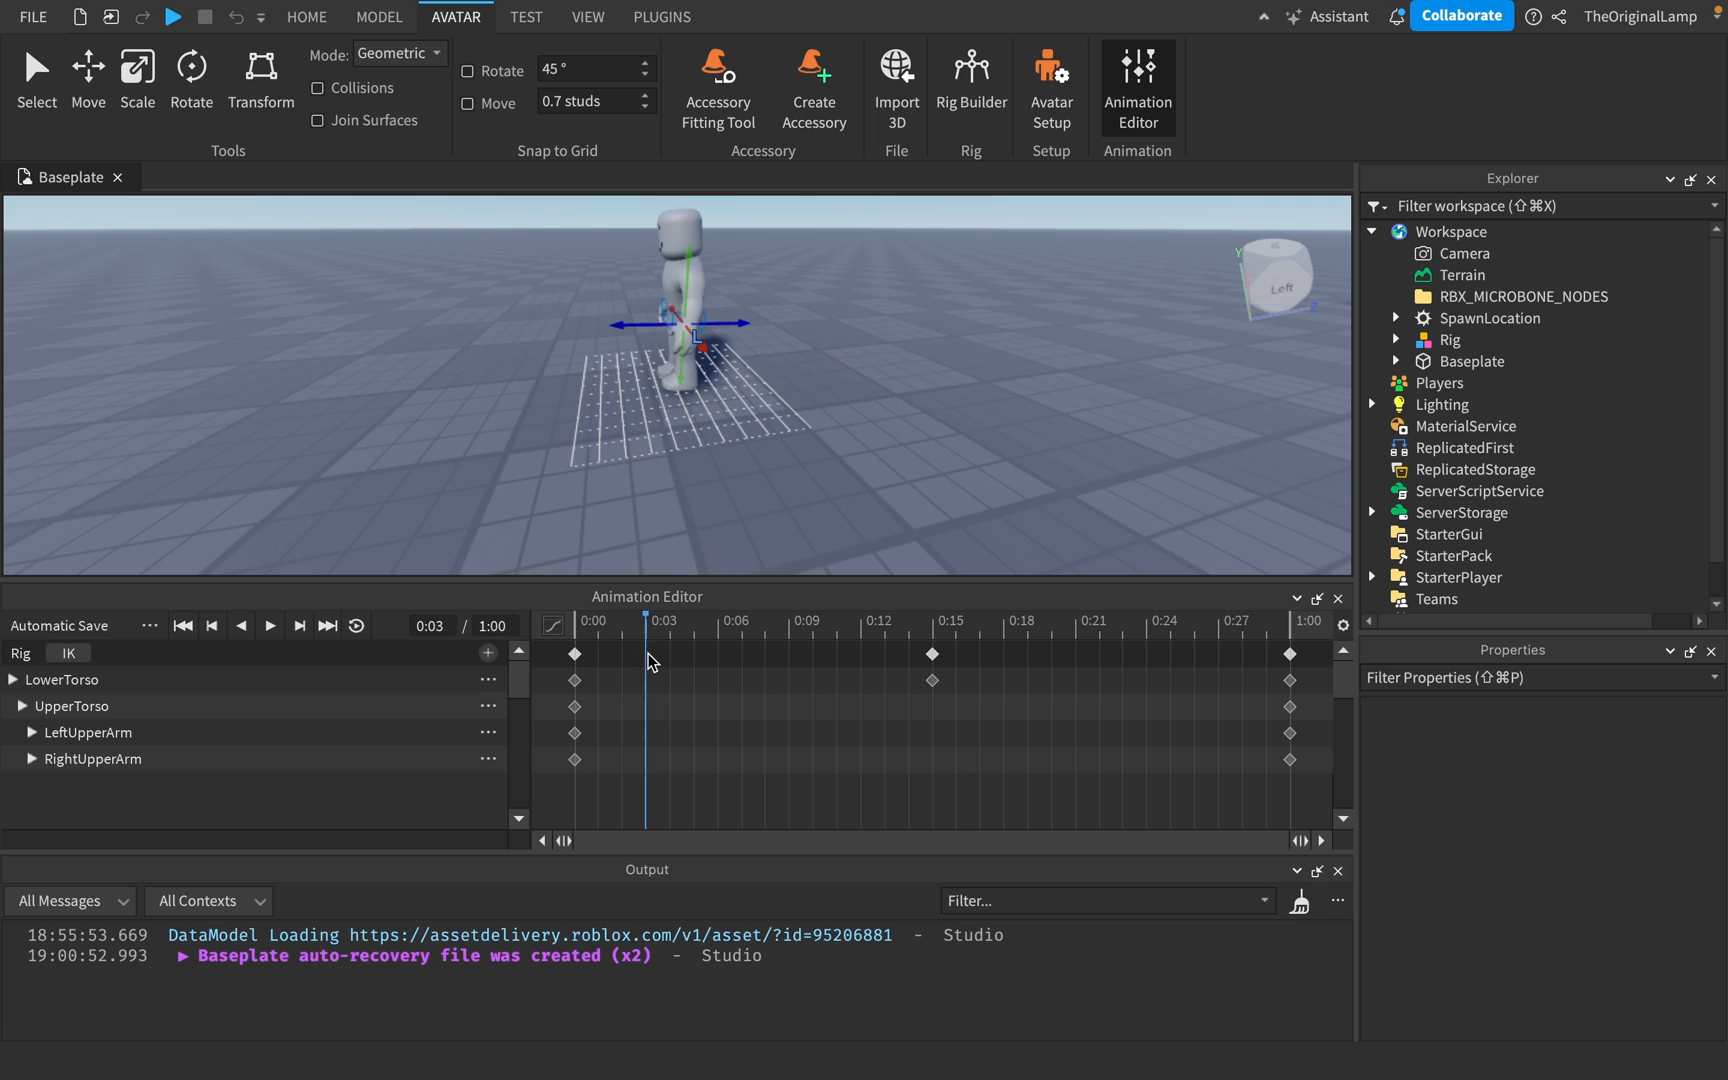 FILE HOME MODEL AVATAR TEST VIEW PLUGINS Assistant Collaborate TheOriginalLamp
Select Move Scale Rotate Transform
Mode: Geometric
Collisions
Join Surfaces
Tools
Rotate 45 °
Move 0.7 studs
Snap to Grid
Accessory Fitting Tool
Create Accessory
Accessory
Import 3D
File
Rig Builder
Rig
Avatar Setup
Setup
Animation Editor
Animation
Baseplate
Y
Left
Z
L
Explorer
Filter workspace (⇧⌘X)
Workspace
Camera
Terrain
RBX_MICROBONE_NODES
SpawnLocation
Rig
Baseplate
Players
Lighting
MaterialService
ReplicatedFirst
ReplicatedStorage
ServerScriptService
ServerStorage
StarterGui
StarterPack
StarterPlayer
Teams
Properties
Filter Properties (⇧⌘P)
Animation Editor
Automatic Save ... 0:03 / 1:00
0:00 0:03 0:06 0:09 0:12 0:15 0:18 0:21 0:24 0:27 1:00
Rig IK
LowerTorso ...
UpperTorso ...
LeftUpperArm ...
RightUpperArm ...
Output
All Messages All Contexts Filter... ...
18:55:53.669 DataModel Loading https://assetdelivery.roblox.com/v1/asset/?id=95206881 - Studio
19:00:52.993 ▶ Baseplate auto-recovery file was created (x2) - Studio